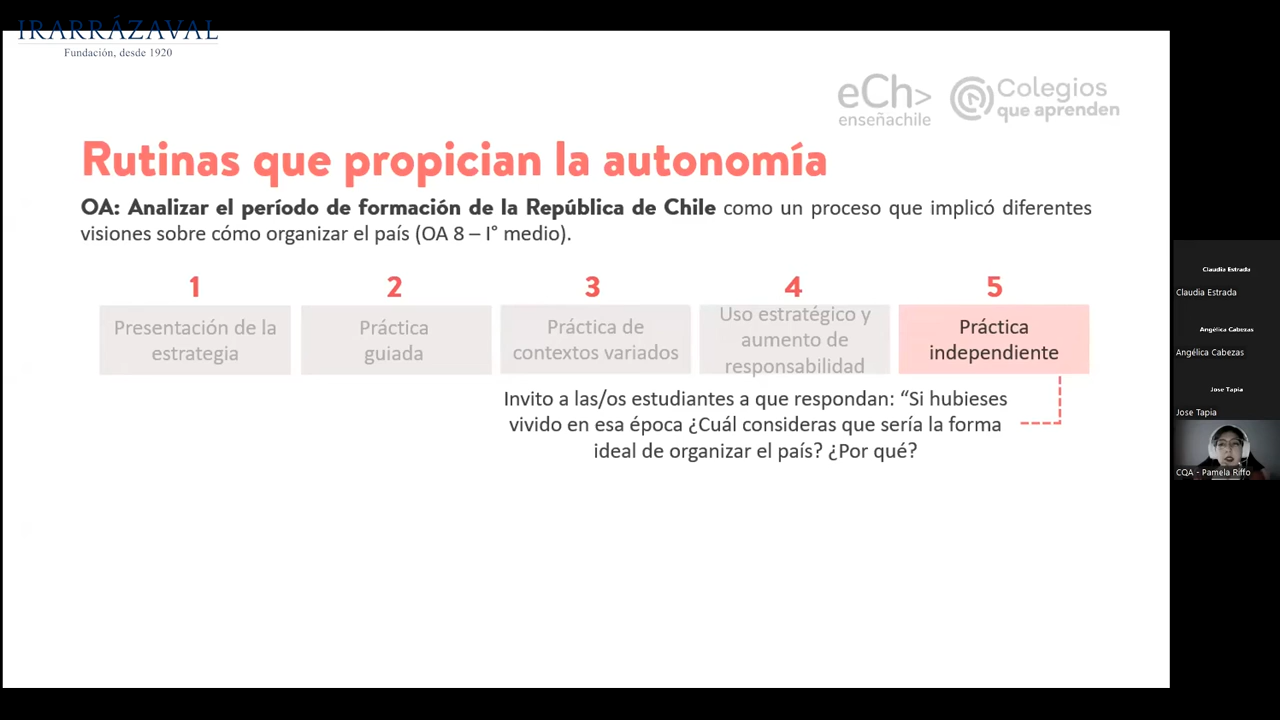 IRARRÁZAVAL
Fundación, desde 1920
eCh>
enseñachile
Colegios
que aprenden
Rutinas que propician la autonomía
OA: Analizar el período de formación de la República de Chile como un proceso que implicó diferentes
visiones sobre cómo organizar el país (OA 8 – I° medio).
1
2
3
4
5
Presentación de la
estrategia
Práctica
guiada
Práctica de
contextos variados
Uso estratégico y
aumento de
responsabilidad
Práctica
independiente
Invito a las/os estudiantes a que respondan: “Si hubieses
vivido en esa época ¿Cuál consideras que sería la forma
ideal de organizar el país? ¿Por qué?
Claudia Estrada
Claudia Estrada
Angélica Cabezas
Angélica Cabezas
Jose Tapia
Jose Tapia
CQA - Pamela Riffo